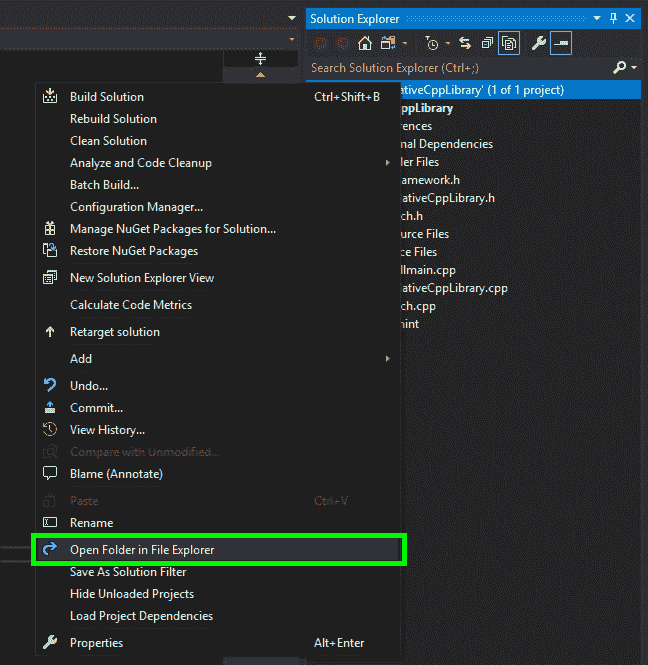 Solution Explorer
Search Solution Explorer (Ctrl+;)
ativeCppLibrary' (1 of 1 project)
ppLibrary
rences
nal Dependencies
der Files
amework.h
ativeCppLibrary.h
ch.h
ource Files
ce Files
llmain.cpp
ativeCppLibrary.cpp
ch.cpp
int
Build Solution Ctrl+Shift+B
Rebuild Solution
Clean Solution
Analyze and Code Cleanup
Batch Build...
Configuration Manager...
Manage NuGet Packages for Solution...
Restore NuGet Packages
New Solution Explorer View
Calculate Code Metrics
Retarget solution
Add
Undo...
Commit...
View History...
Compare with Unmodified...
Blame (Annotate)
Paste Ctrl+V
Rename
Open Folder in File Explorer
Save As Solution Filter
Hide Unloaded Projects
Load Project Dependencies
Properties Alt+Enter